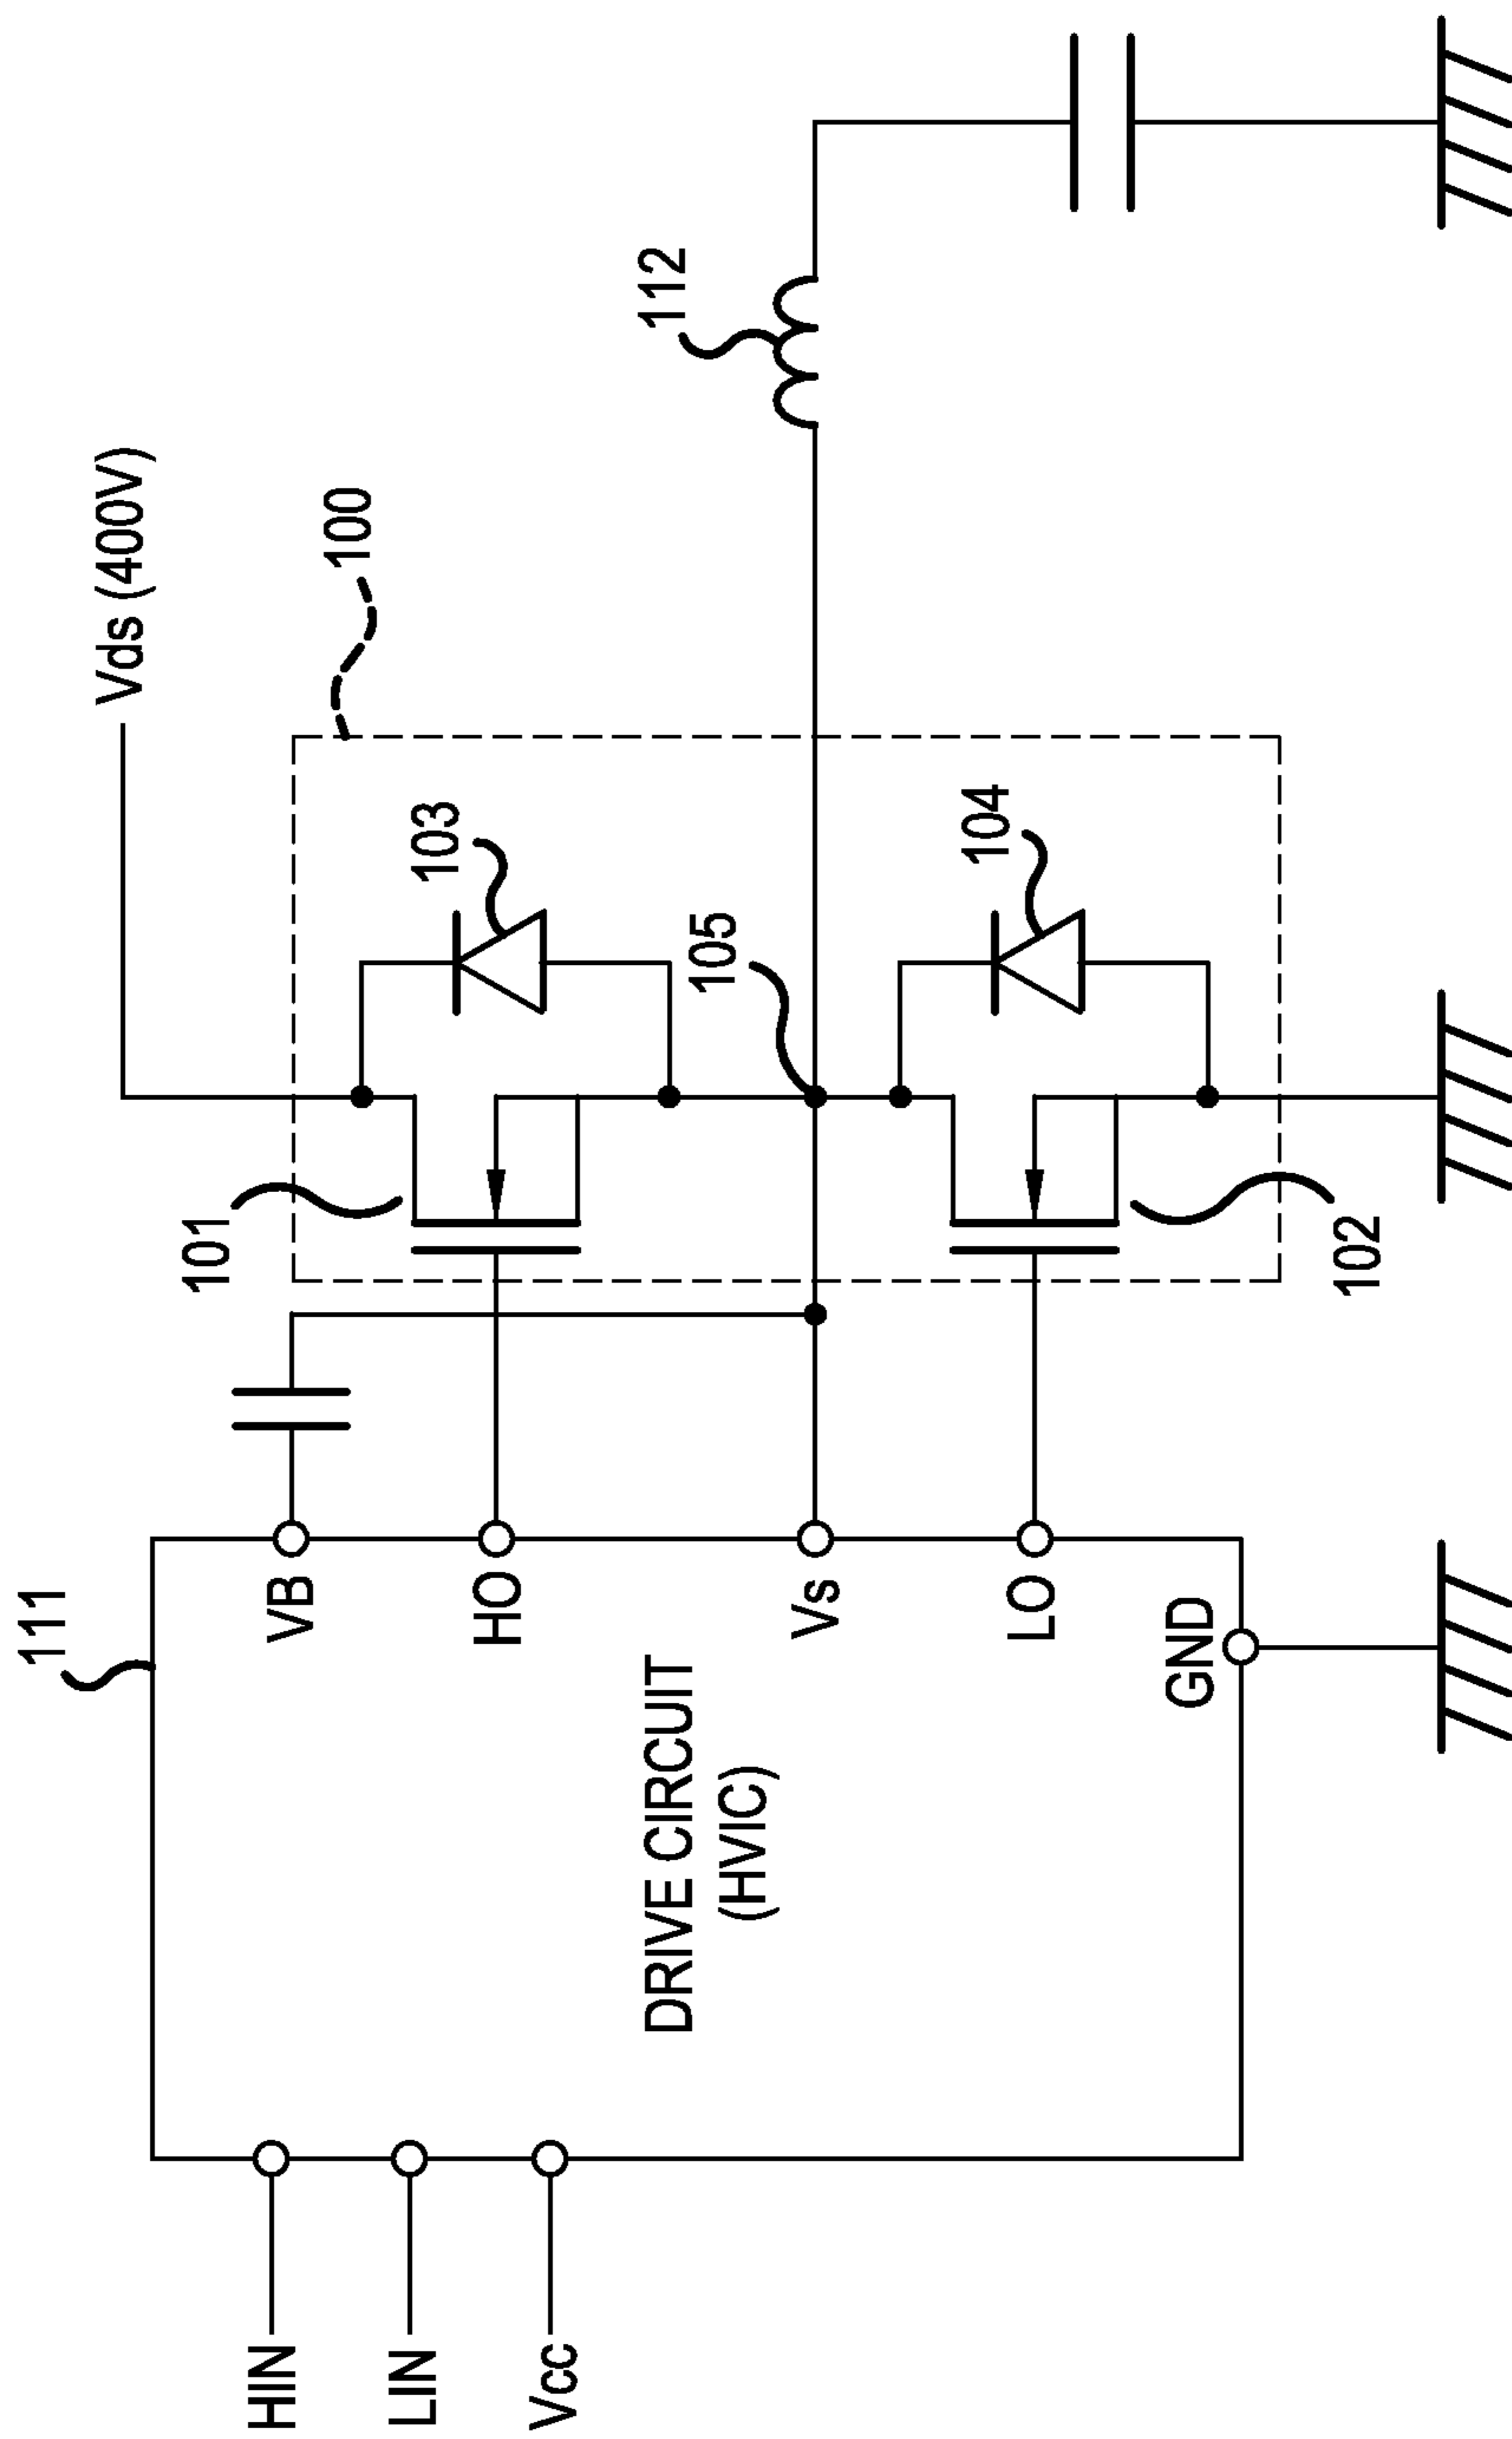 Vds (400V)
100
111
101
103
VB
HIN
HO
112
LIN
105
DRIVE CIRCUIT
(HVIC)
Vcc
Vs
104
LO
102
GND